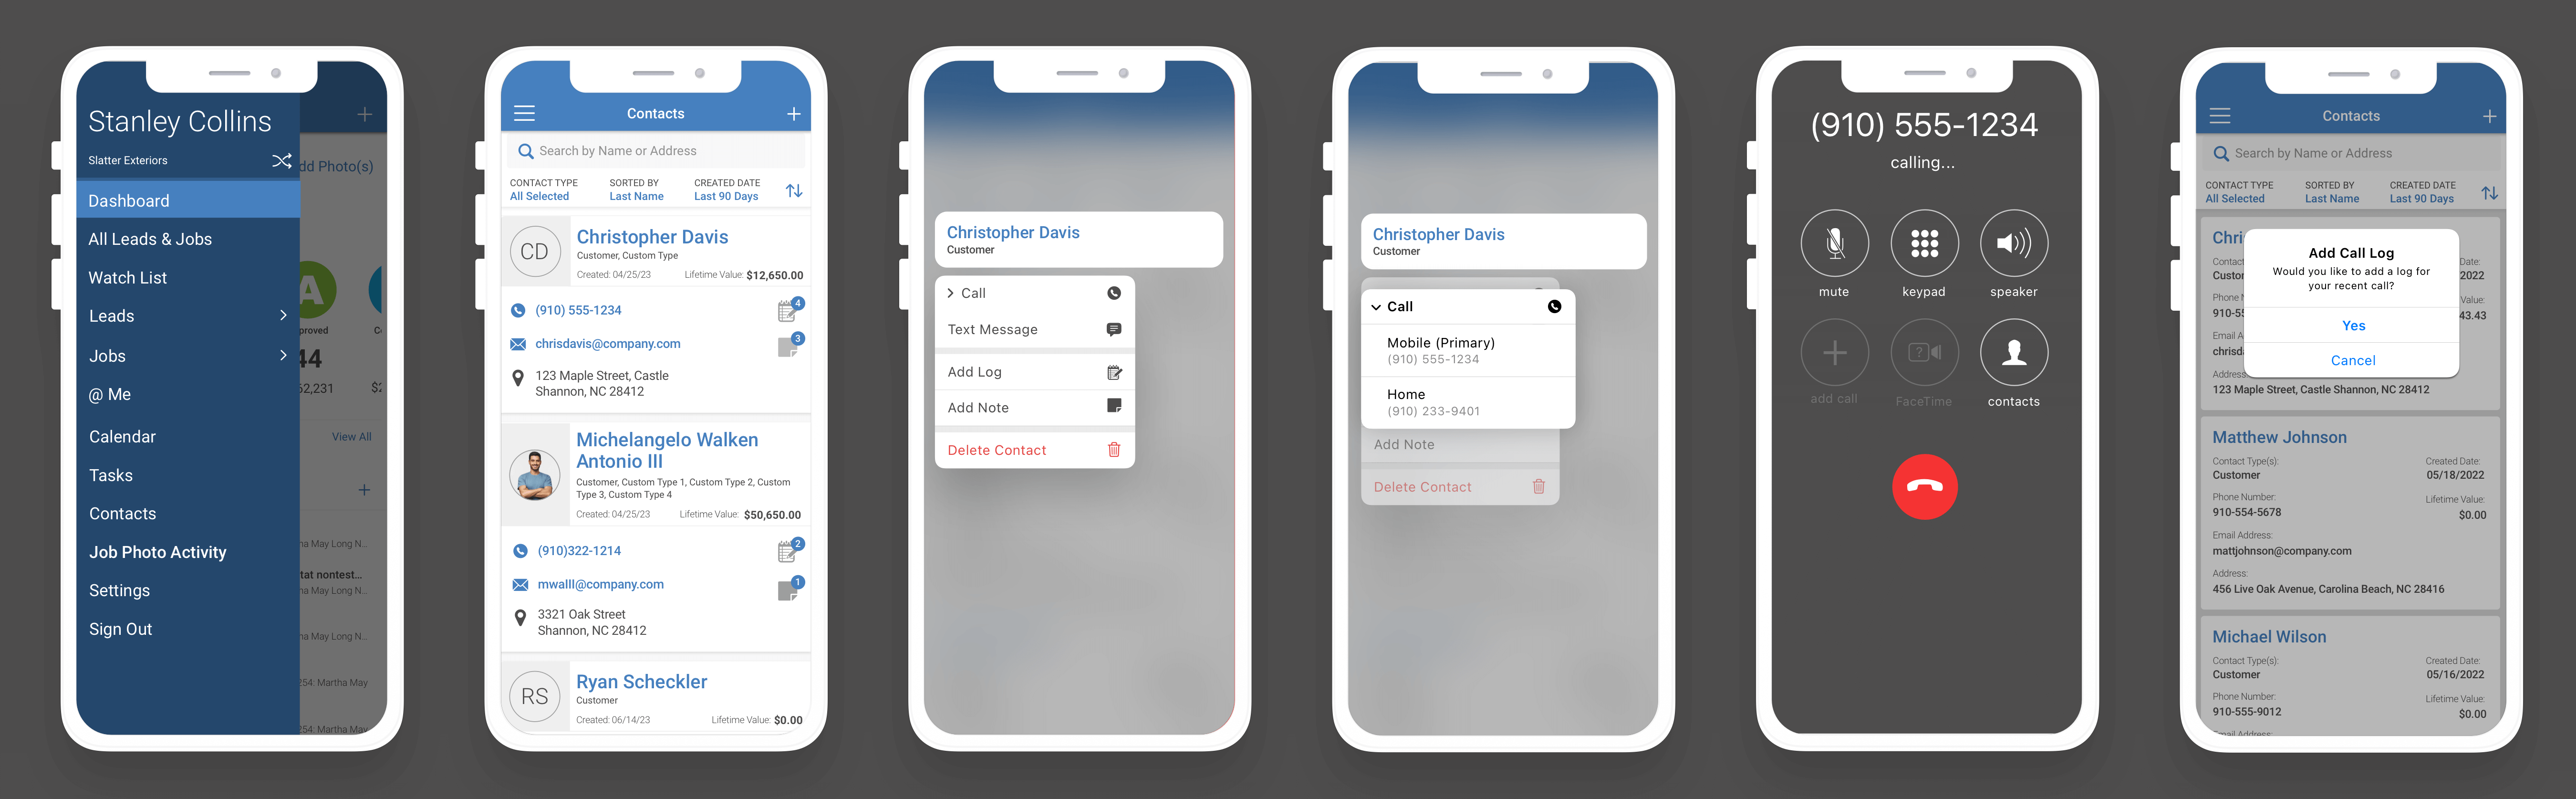 Stanley Collins
Slatter Exteriors
dd Photo(s)
Dashboard
All Leads & Jobs
Watch List
Leads
proved
Jobs
44
52,231
@ Me
Calendar
View All
Tasks
Contacts
Job Photo Activity
na May Long N...
tat nontest...
na May Long N...
Settings
Sign Out
na May Long N...
254: Martha May
254: Martha May
Contacts
Search by Name or Address
CONTACT TYPE SORTED BY CREATED DATE
All Selected Last Name Last 90 Days
CD
Christopher Davis
Customer, Custom Type
Created: 04/25/23 Lifetime Value: $12,650.00
(910) 555-1234
4
chrisdavis@company.com
3
123 Maple Street, Castle
Shannon, NC 28412
Michelangelo Walken
Antonio III
Customer, Custom Type 1, Custom Type 2, Custom
Type 3, Custom Type 4
Created: 04/25/23 Lifetime Value: $50,650.00
(910)322-1214
2
mwalll@company.com
1
3321 Oak Street
Shannon, NC 28412
RS
Ryan Scheckler
Customer
Created: 06/14/23 Lifetime Value: $0.00
Christopher Davis
Customer
Call
Text Message
Add Log
Add Note
Delete Contact
Christopher Davis
Customer
Call
Mobile (Primary)
(910) 555-1234
Home
(910) 233-9401
Add Note
Delete Contact
(910) 555-1234
calling...
mute keypad speaker
add call FaceTime contacts
Contacts
Search by Name or Address
CONTACT TYPE SORTED BY CREATED DATE
All Selected Last Name Last 90 Days
Chri
Contac Date:
Custor 2022
Phone N Value:
910-55 43.43
Email A
chrisd
Address
123 Maple Street, Castle Shannon, NC 28412
Add Call Log
Would you like to add a log for
your recent call?
Yes
Cancel
Matthew Johnson
Contact Type(s): Created Date:
Customer 05/18/2022
Phone Number: Lifetime Value:
910-554-5678 $0.00
Email Address:
mattjohnson@company.com
Address:
456 Live Oak Avenue, Carolina Beach, NC 28416
Michael Wilson
Contact Type(s): Created Date:
Customer 05/16/2022
Phone Number: Lifetime Value:
910-555-9012 $0.00
Email Address: